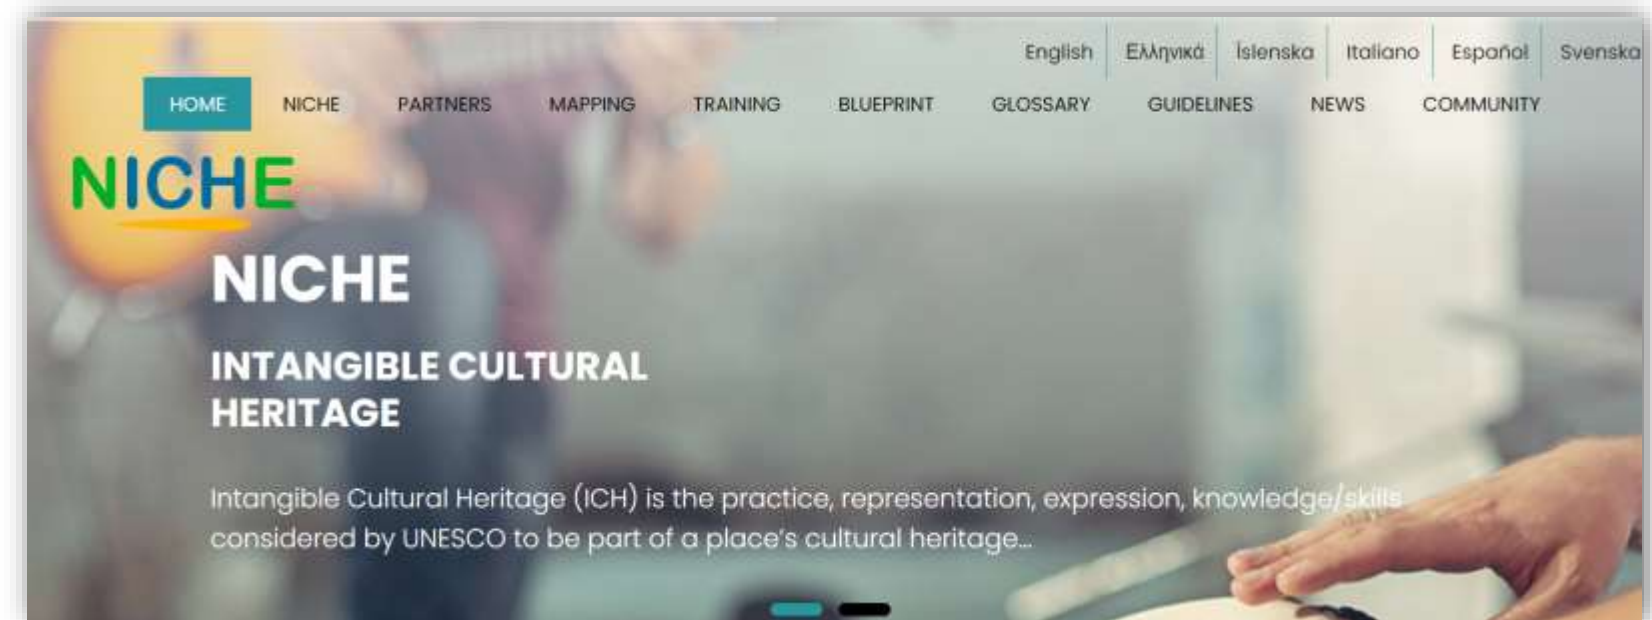 English Ελληνικά Íslenska Italiano Español Svenska
HOME NICHE PARTNERS MAPPING TRAINING BLUEPRINT GLOSSARY GUIDELINES NEWS COMMUNITY
NICHE
NICHE
INTANGIBLE CULTURAL
HERITAGE
Intangible Cultural Heritage (ICH) is the practice, representation, expression, knowledge/skills
considered by UNESCO to be part of a place's cultural heritage...